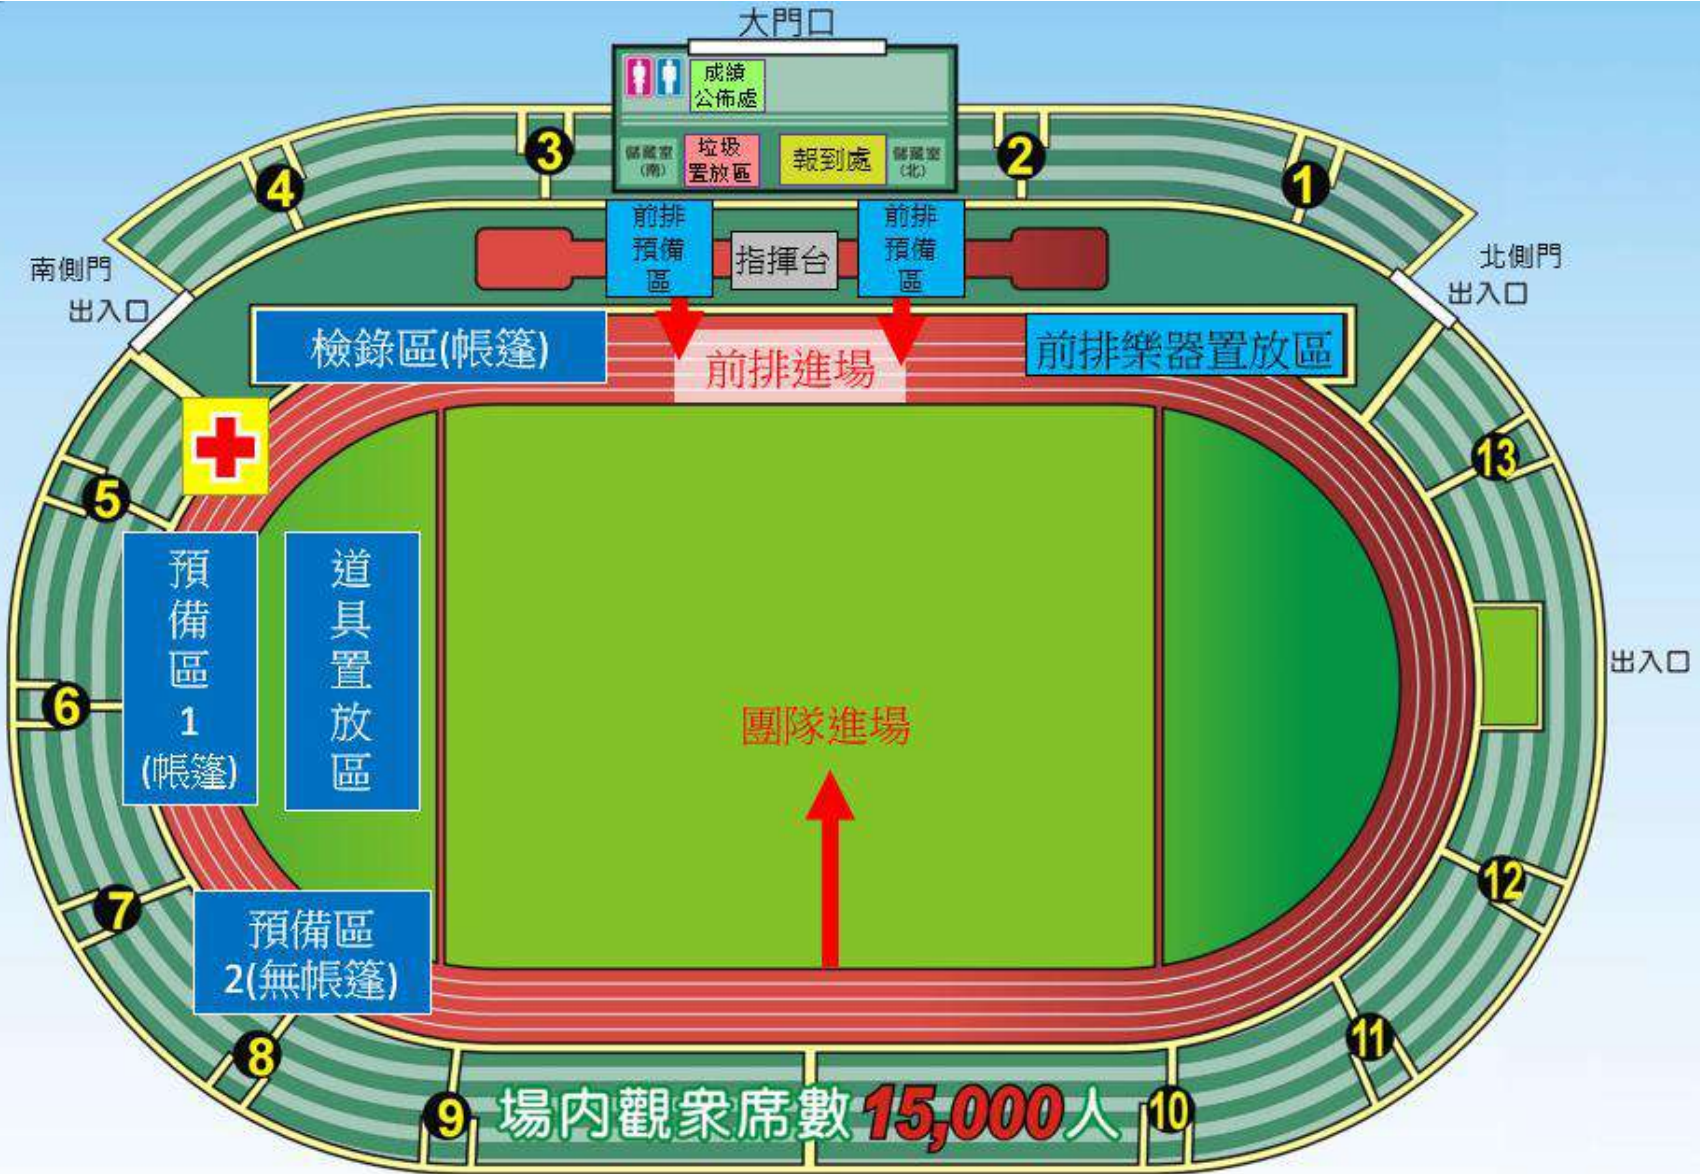 大門口
成績
公佈處
3
2
4
1
儲藏室
(南)
垃圾
置放區
報到處
儲藏室
(北)
前排
預備
區
指揮台
前排
預備
區
南側門
出入口
北側門
出入口
檢錄區(帳篷)
前排進場
前排樂器置放區
5
13
預
備
區
1
(帳篷)
道
具
置
放
區
6
出入口
團隊進場
7
12
預備區
2(無帳篷)
8
11
9
場內觀眾席數15,000人
10